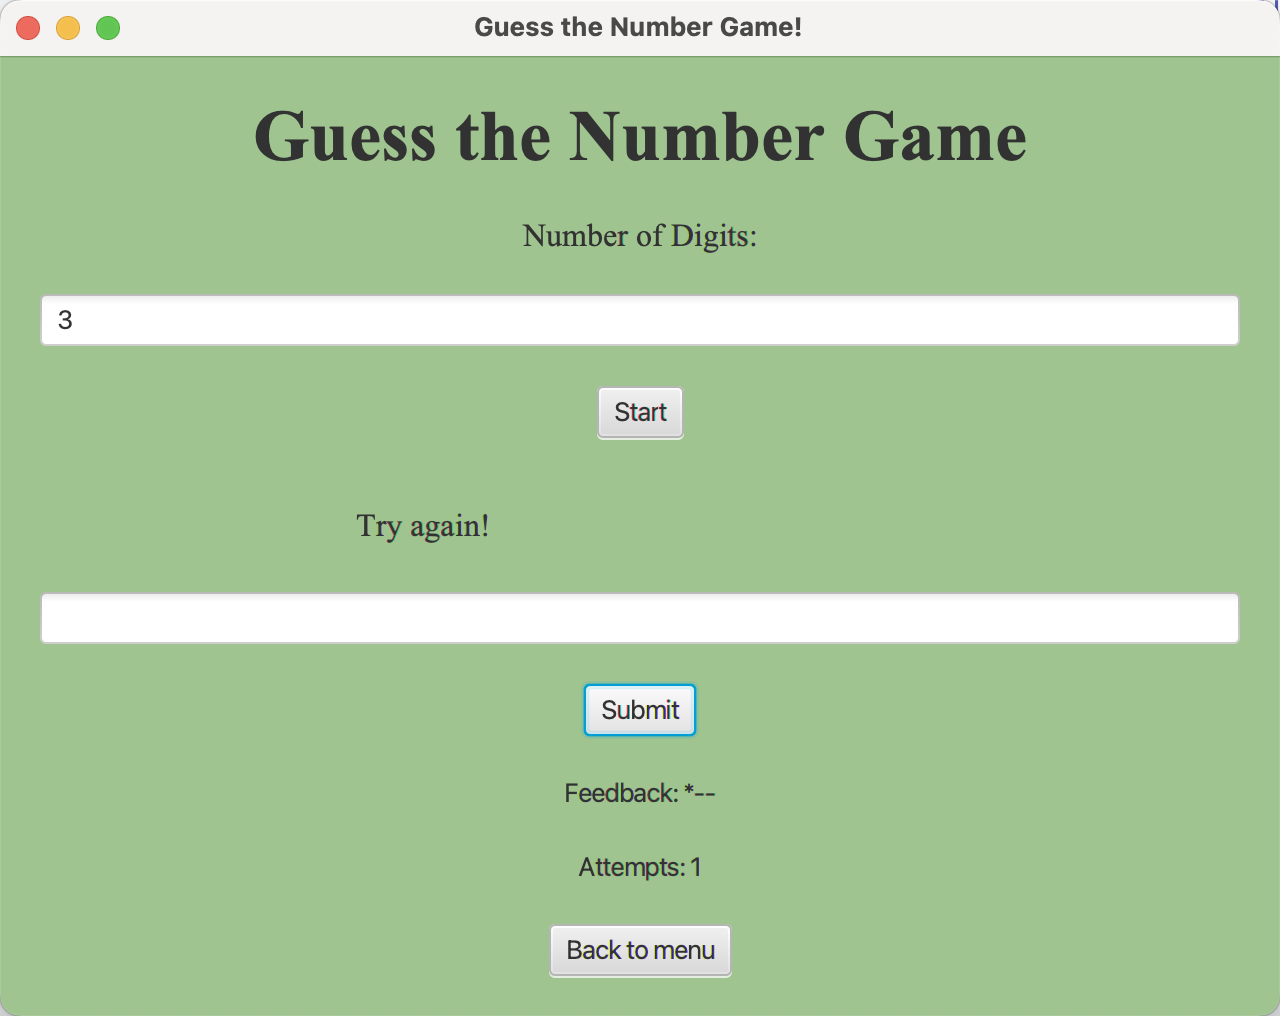 Guess the Number Game!
Guess the Number Game
Number of Digits:
3
Start
Try again!
Submit
Feedback: *--
Attempts: 1
Back to menu